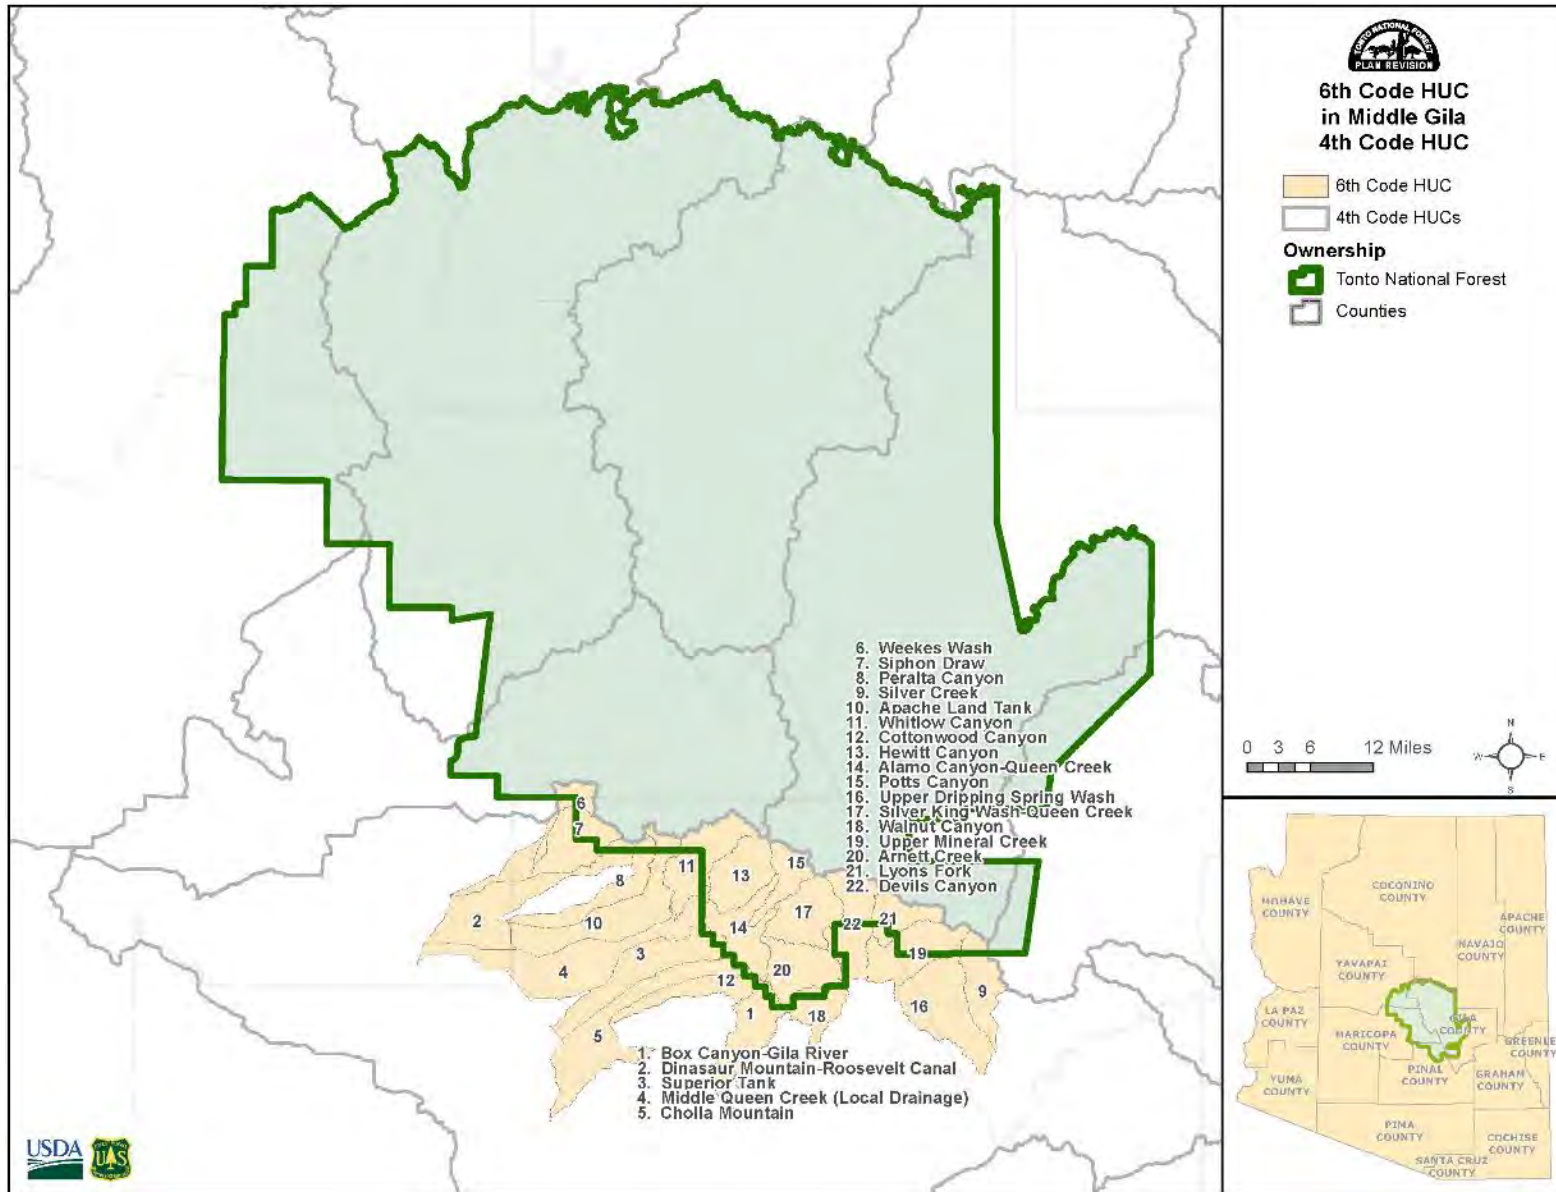 TONTO NATIONAL FOREST
PLAN REVISION
6th Code HUC
in Middle Gila
4th Code HUC
6th Code HUC
4th Code HUCs
Ownership
Tonto National Forest
Counties
6. Weekes Wash
7. Siphon Draw
8. Peralta Canyon
9. Silver Creek
10. Apache Land Tank
11. Whitlow Canyon
12. Cottonwood Canyon
13. Hewitt Canyon
14. Alamo Canyon-Queen Creek
15. Potts Canyon
16. Upper Dripping Spring Wash
17. Silver King Wash-Queen Creek
18. Walnut Canyon
19. Upper Mineral Creek
20. Arnett Creek
21. Lyons Fork
22. Devils Canyon
6
7
11
13
15
8
2
10
14
17
22
21
3
19
4
12
20
16
9
1
18
5
1. Box Canyon-Gila River
2. Dinasaur Mountain-Roosevelt Canal
3. Superior Tank
4. Middle Queen Creek (Local Drainage)
5. Cholla Mountain
0 3 6 12 Miles
N
W E
S
MOHAVE
COUNTY
COCONINO
COUNTY
APACHE
COUNTY
NAVAJO
COUNTY
YAVAPAI
COUNTY
LA PAZ
COUNTY
GILA
COUNTY
MARICOPA
COUNTY
GREENLEE
COUNTY
PINAL
COUNTY
GRAHAM
COUNTY
YUMA
COUNTY
PIMA
COUNTY
COCHISE
COUNTY
SANTA CRUZ
COUNTY
USDA
UAS